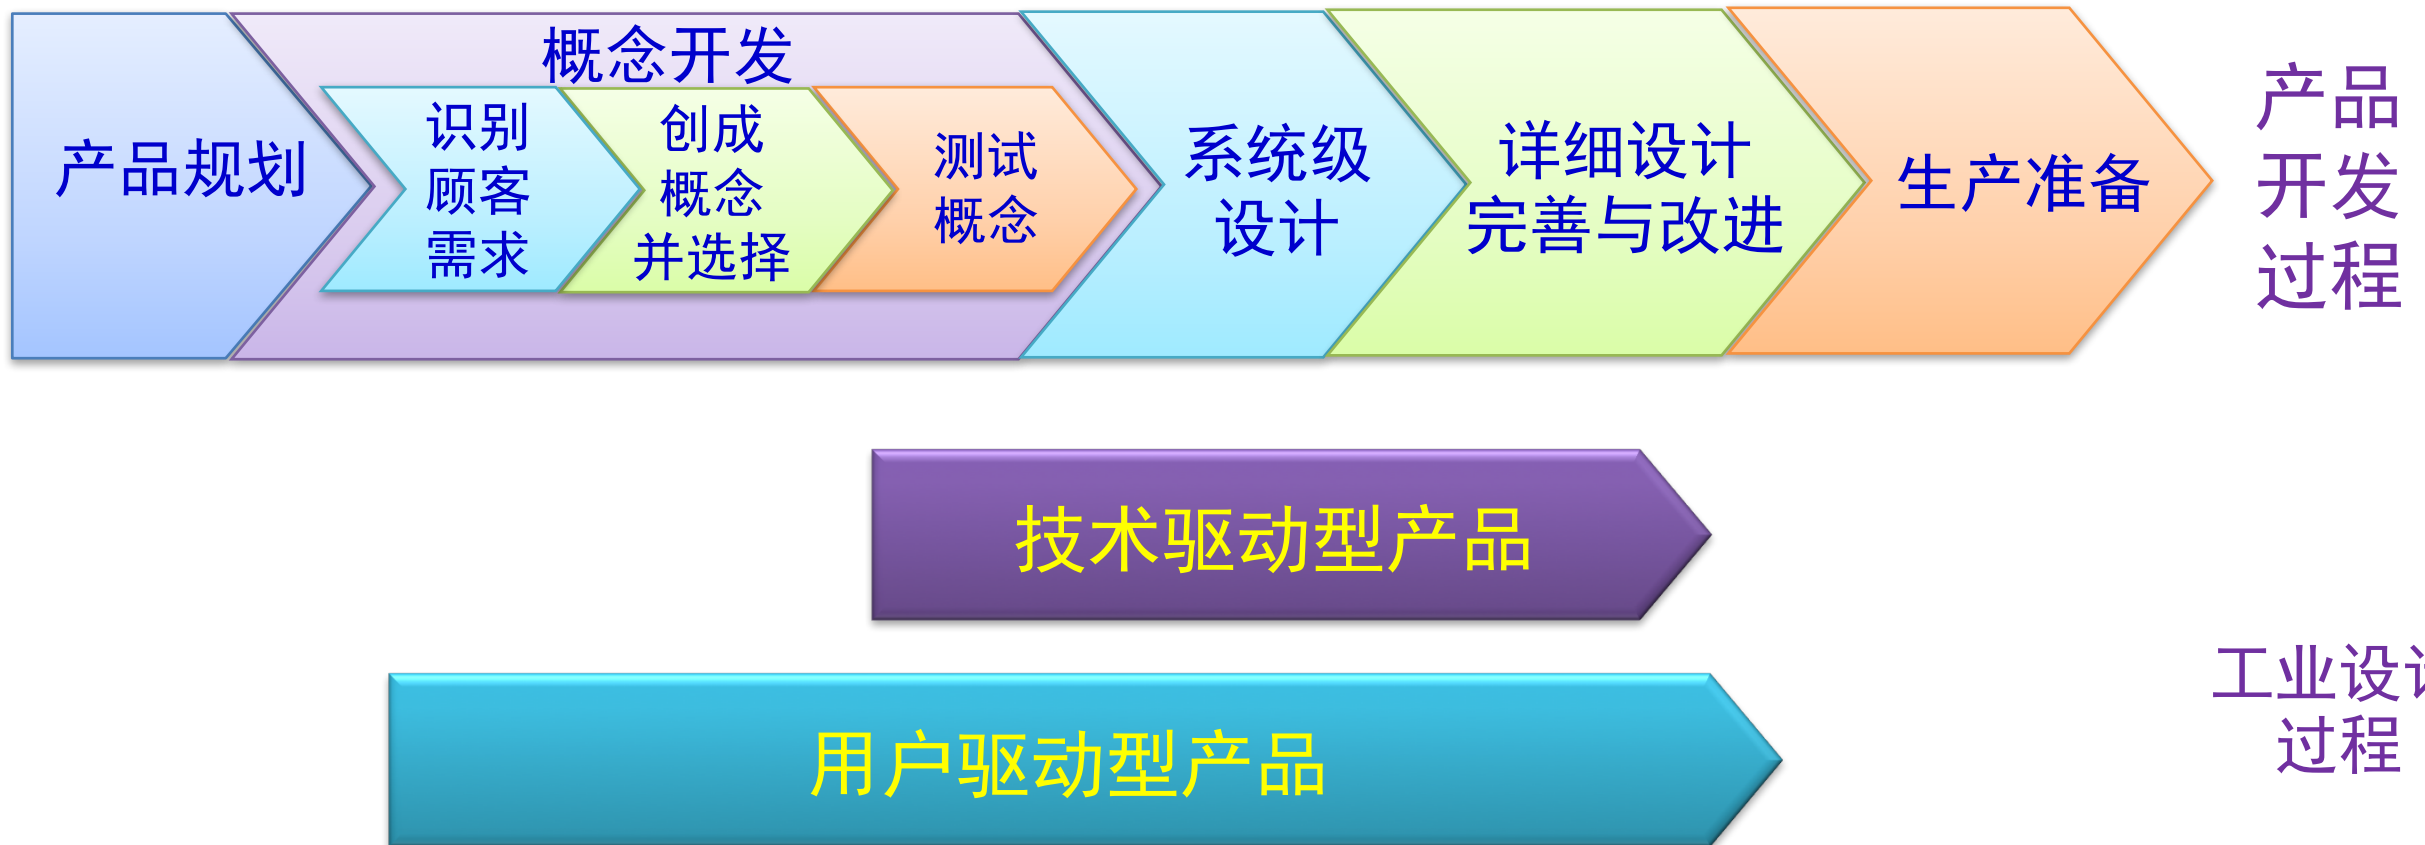 概念开发
产品规划
识别
顾客
需求
创成
概念
并选择
测试
概念
系统级
设计
详细设计
完善与改进
生产准备
产品
开发
过程
技术驱动型产品
用户驱动型产品
工业设计
过程